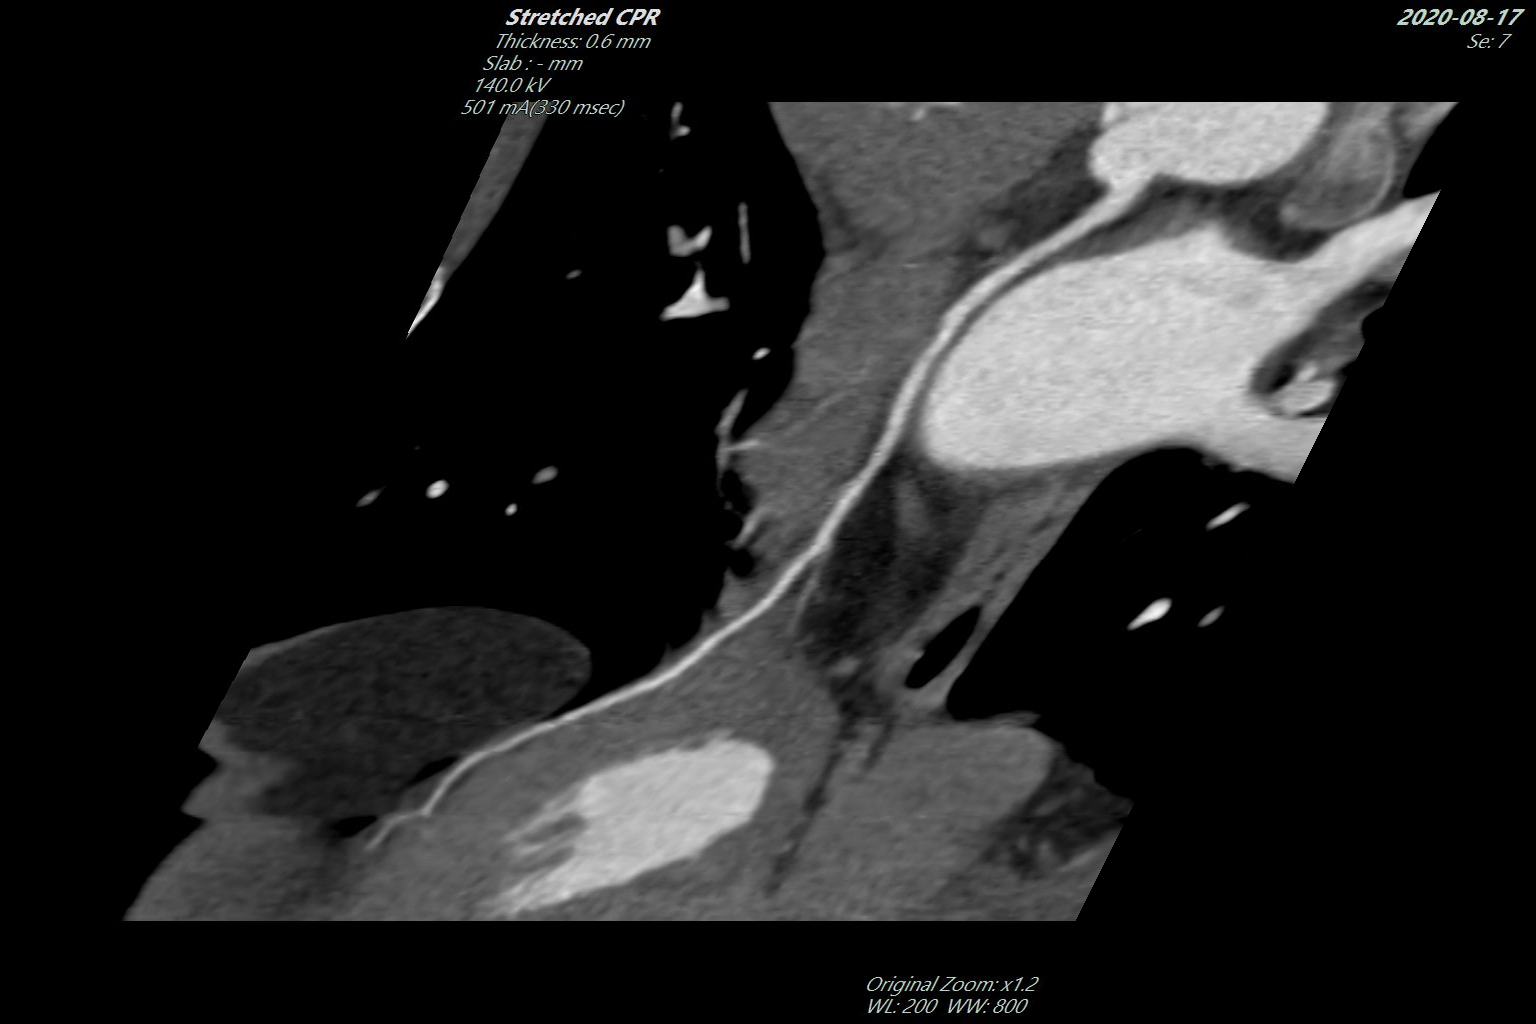 Stretched CPR
Thickness: 0.6 mm
Slab : - mm
140.0 kV
501 mA(330 msec)
2020-08-17
Se: 7
Original Zoom: x1.2
WL: 200 WW: 800